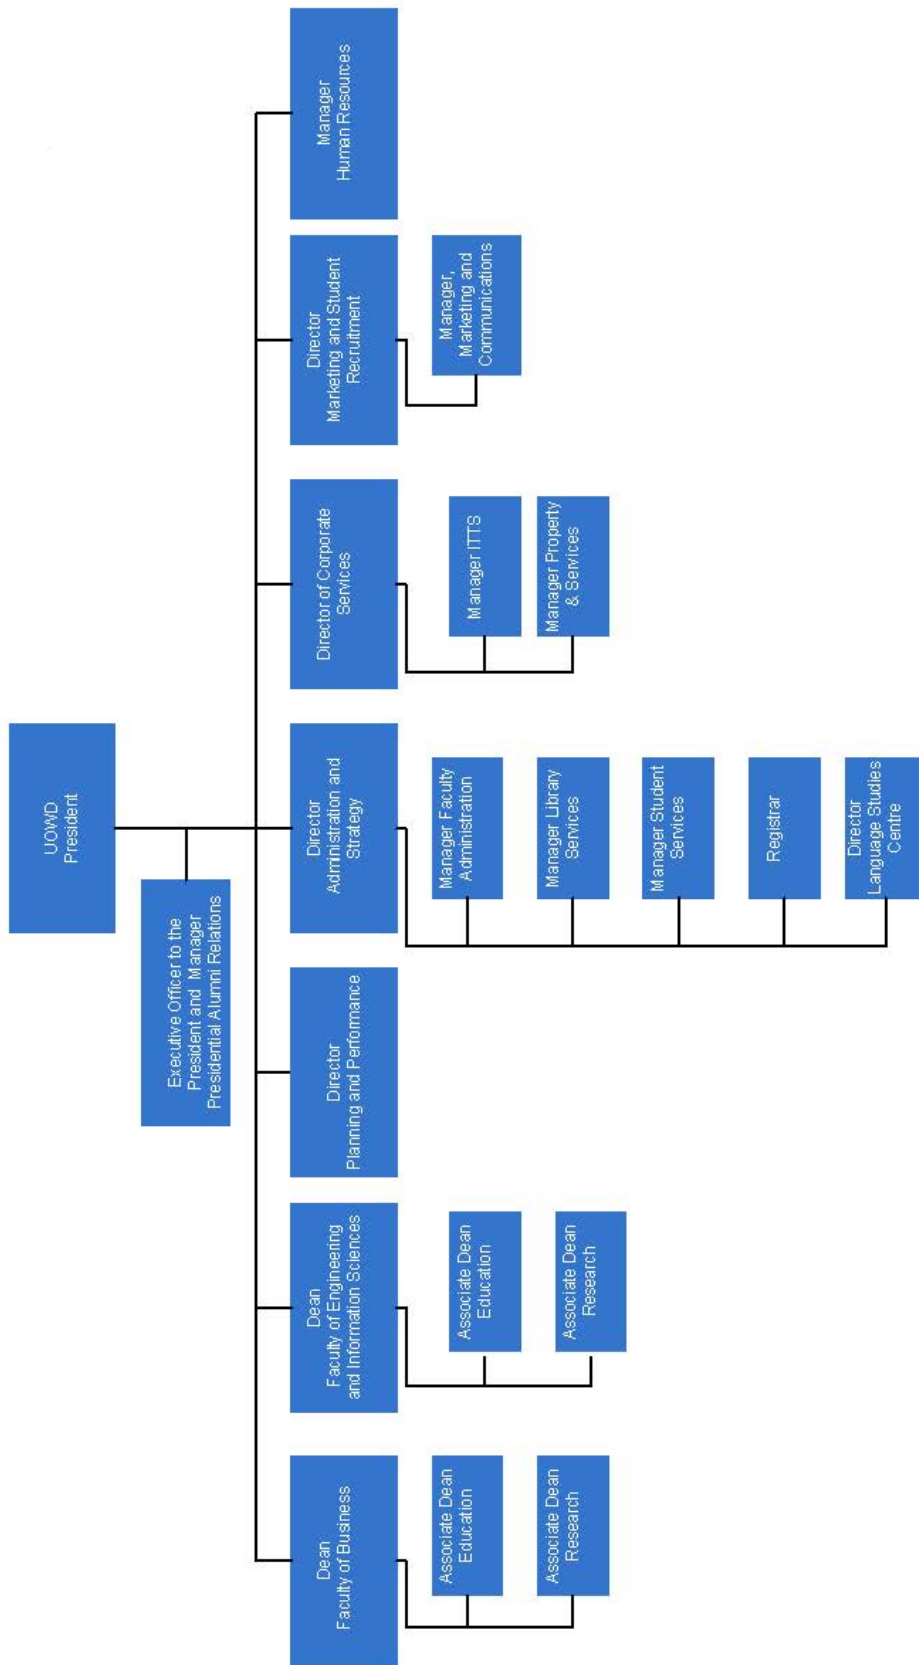 UOWD
President
Executive Officer to the
President and Manager
Presidential Alumni Relations
Dean
Faculty of Business
Dean
Faculty of Engineering
and Information Sciences
Director
Planning and Performance
Director
Administration and
Strategy
Director of Corporate
Services
Director
Marketing and Student
Recruitment
Manager
Human Resources
Associate Dean
Education
Associate Dean
Research
Associate Dean
Education
Associate Dean
Research
Manager Faculty
Administration
Manager Library
Services
Manager Student
Services
Registrar
Director
Language Studies
Centre
Manager ITTS
Manager Property
& Services
Manager,
Marketing and
Communications